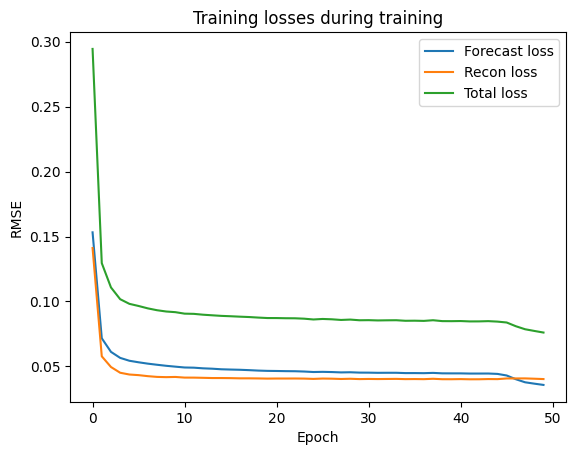 Training losses during training
Forecast loss
Recon loss
Total loss
RMSE
0.30
0.25
0.20
0.15
0.10
0.05
0 10 20 30 40 50
Epoch